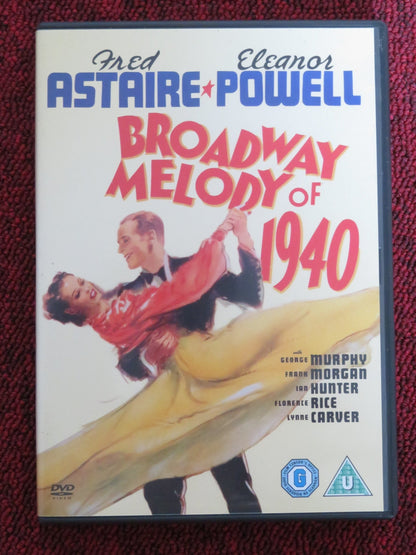 Fred Eleanor
ASTAIRE★POWELL
BROADWAY
MELODY OF
1940
with
GEORGE MURPHY
FRANK MORGAN
IAN HUNTER
FLORENCE RICE
LYNNE CARVER
DVD
VIDEO
G
U